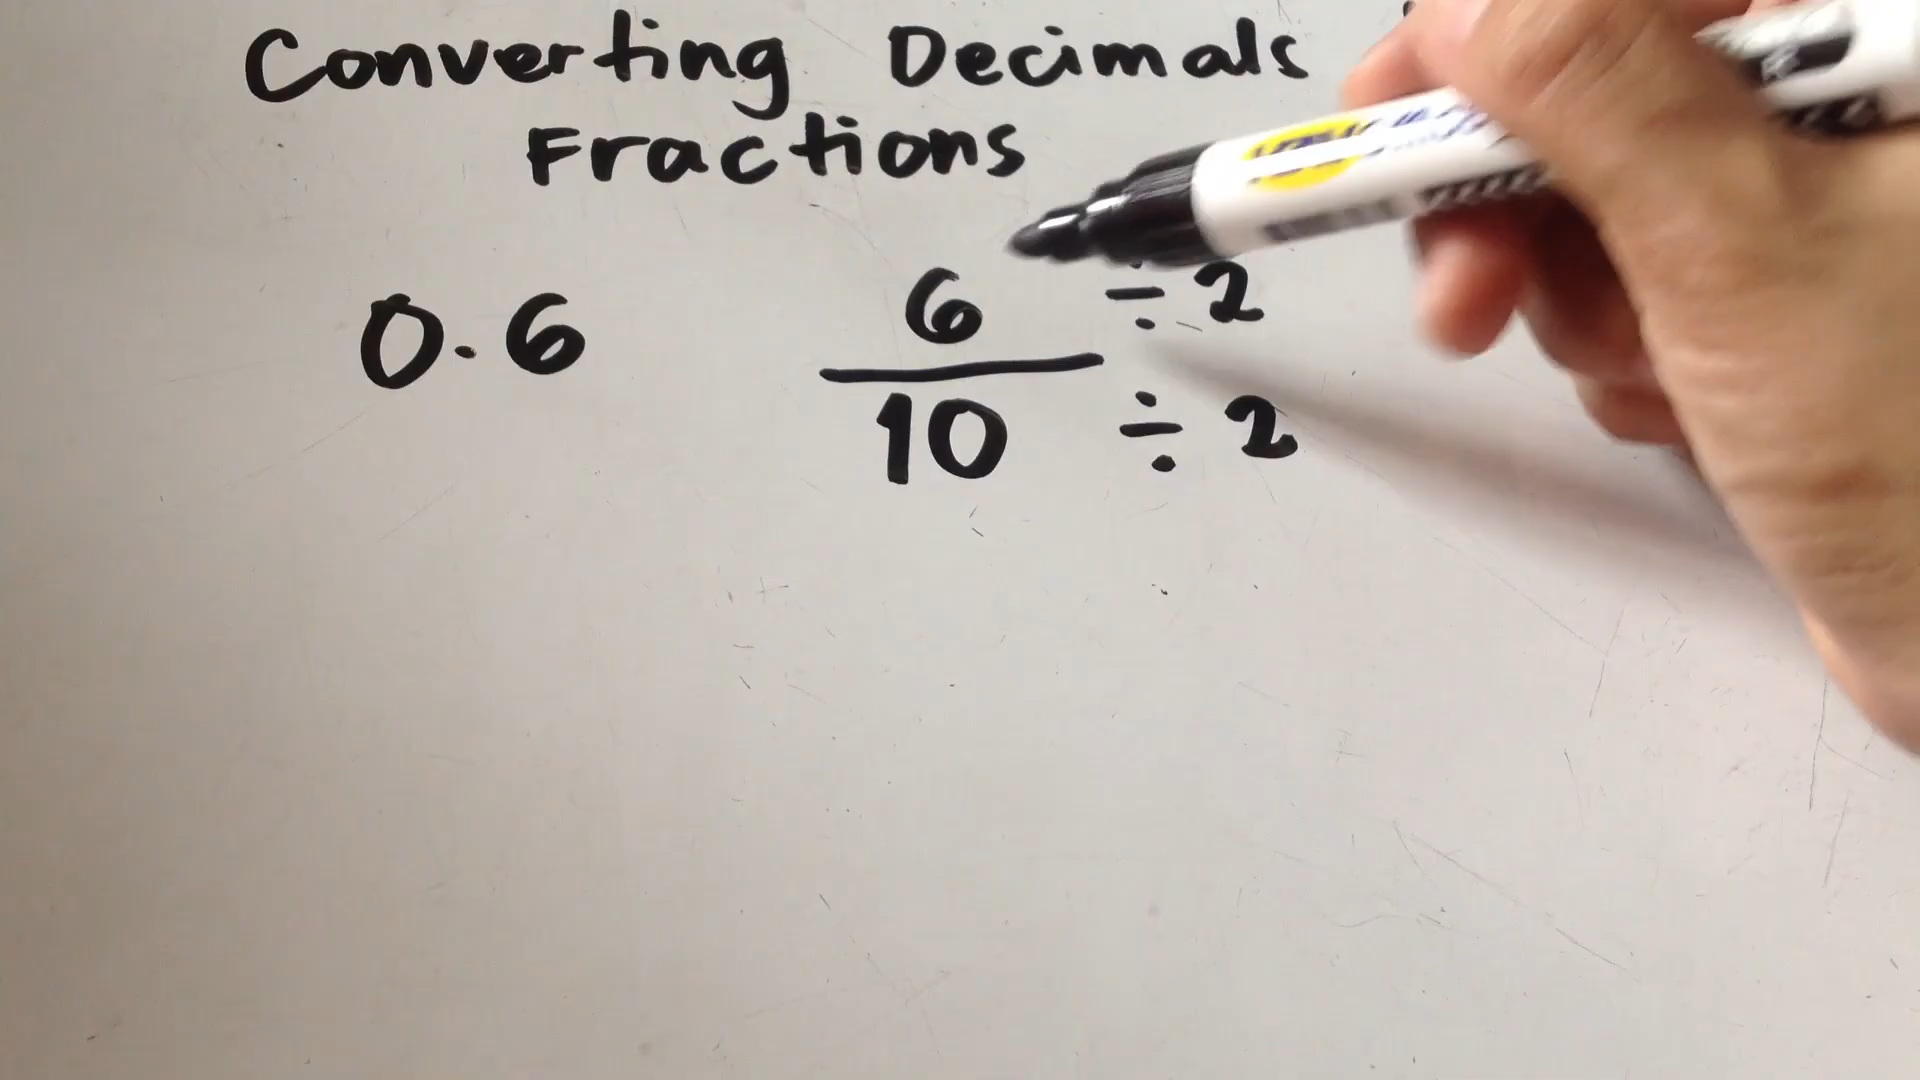 Converting Decimals
Fractions
0.6
6 ÷ 2
10 ÷ 2